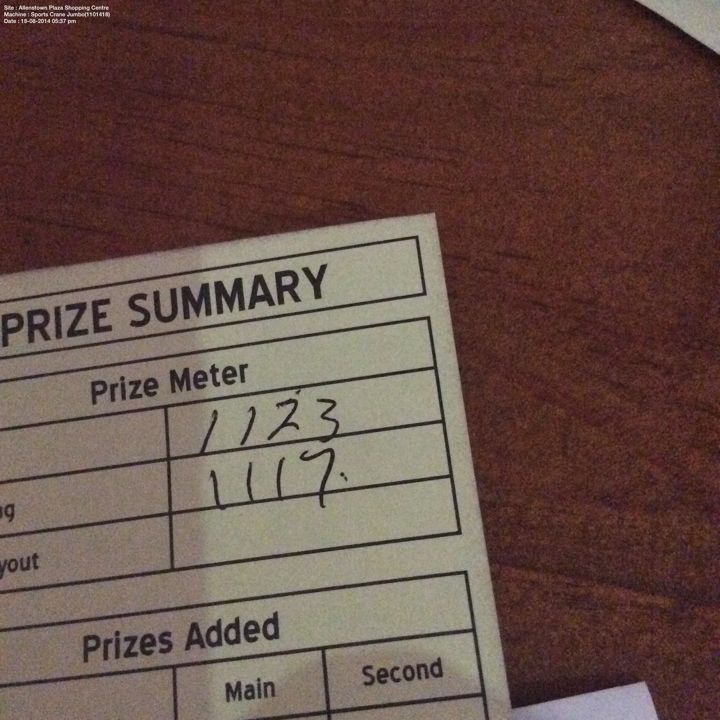 Site : Allenstown Plaza Shopping Centre
Machine : Sports Crane Jumbo(1101418)
Date : 18-08-2014 05:37 pm
PRIZE SUMMARY
Prize Meter
1123
1117.
yout
Prizes Added
Main Second